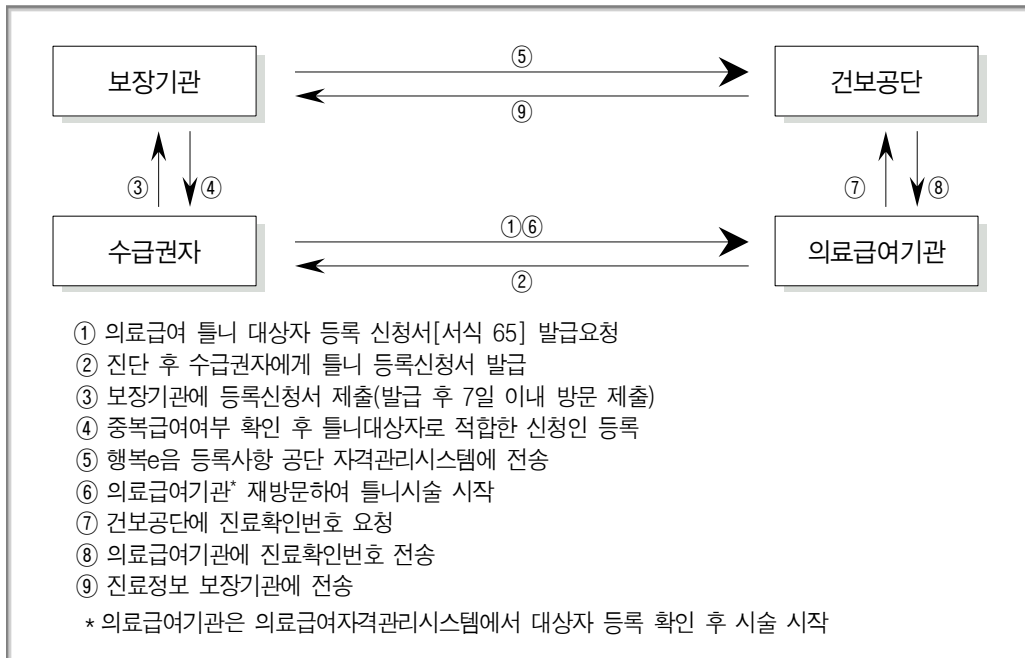 보장기관
⑤
건보공단
⑨
③
④
⑦
⑧
수급권자
①⑥
의료급여기관
②
① 의료급여 틀니 대상자 등록 신청서[서식 65] 발급요청
② 진단 후 수급권자에게 틀니 등록신청서 발급
③ 보장기관에 등록신청서 제출(발급 후 7일 이내 방문 제출)
④ 중복급여여부 확인 후 틀니대상자로 적합한 신청인 등록
⑤ 행복e음 등록사항 공단 자격관리시스템에 전송
⑥ 의료급여기관* 재방문하여 틀니시술 시작
⑦ 건보공단에 진료확인번호 요청
⑧ 의료급여기관에 진료확인번호 전송
⑨ 진료정보 보장기관에 전송
* 의료급여기관은 의료급여자격관리시스템에서 대상자 등록 확인 후 시술 시작